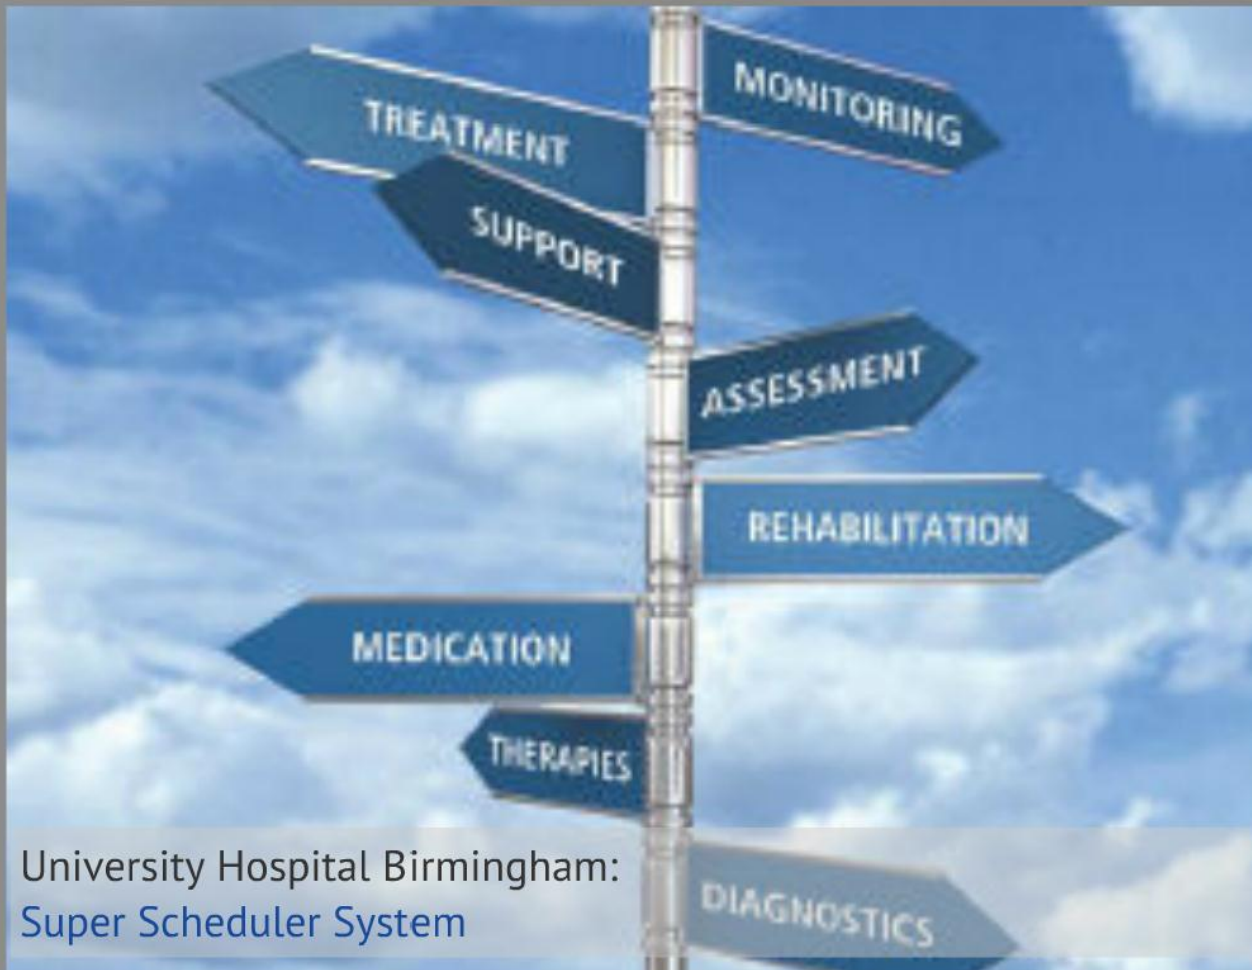 MONITORING
TREATMENT
SUPPORT
ASSESSMENT
REHABILITATION
MEDICATION
THERAPIES
DIAGNOSTICS
University Hospital Birmingham:
Super Scheduler System